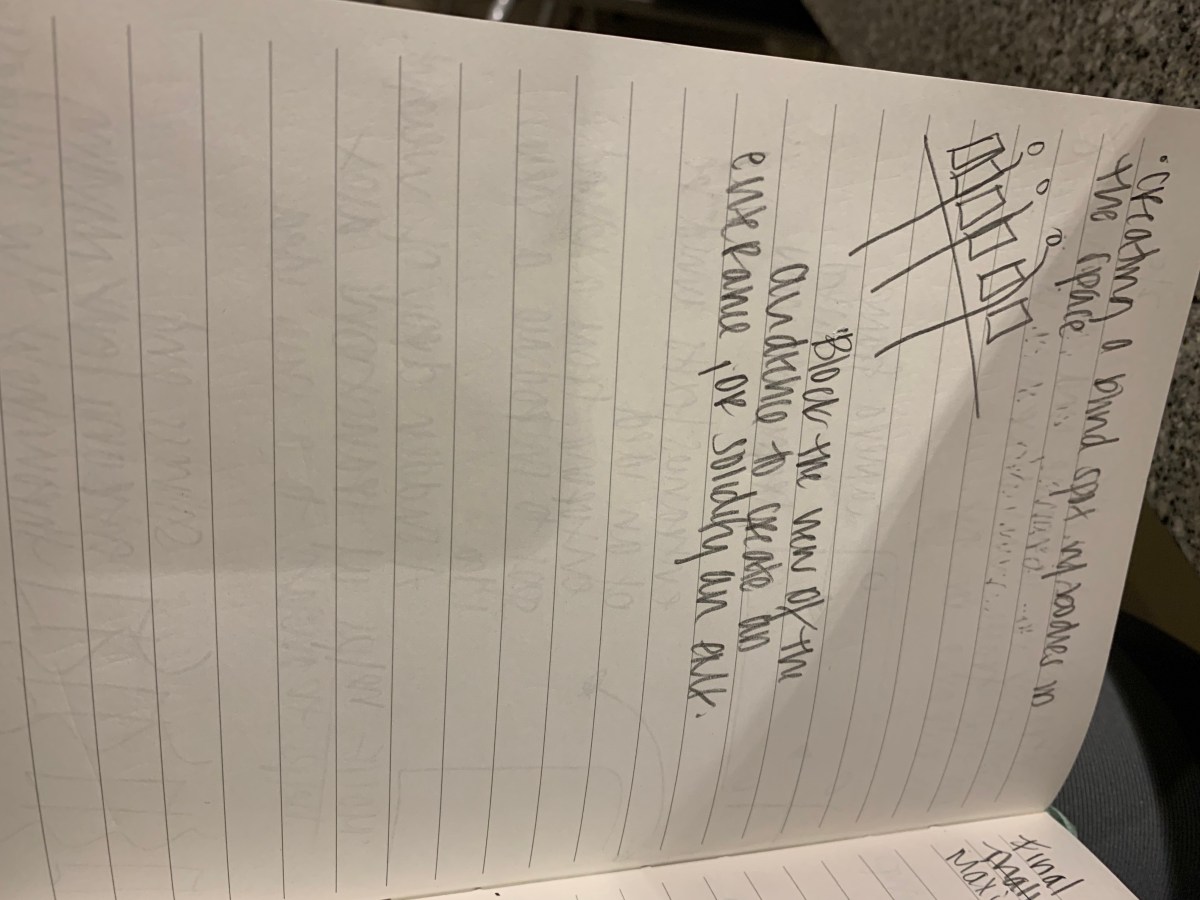 • Creating a blind spot w/ bodies in
the space
"Block the view of the
audience to create an
entrance, or solidify an exit.
Final
Maxi